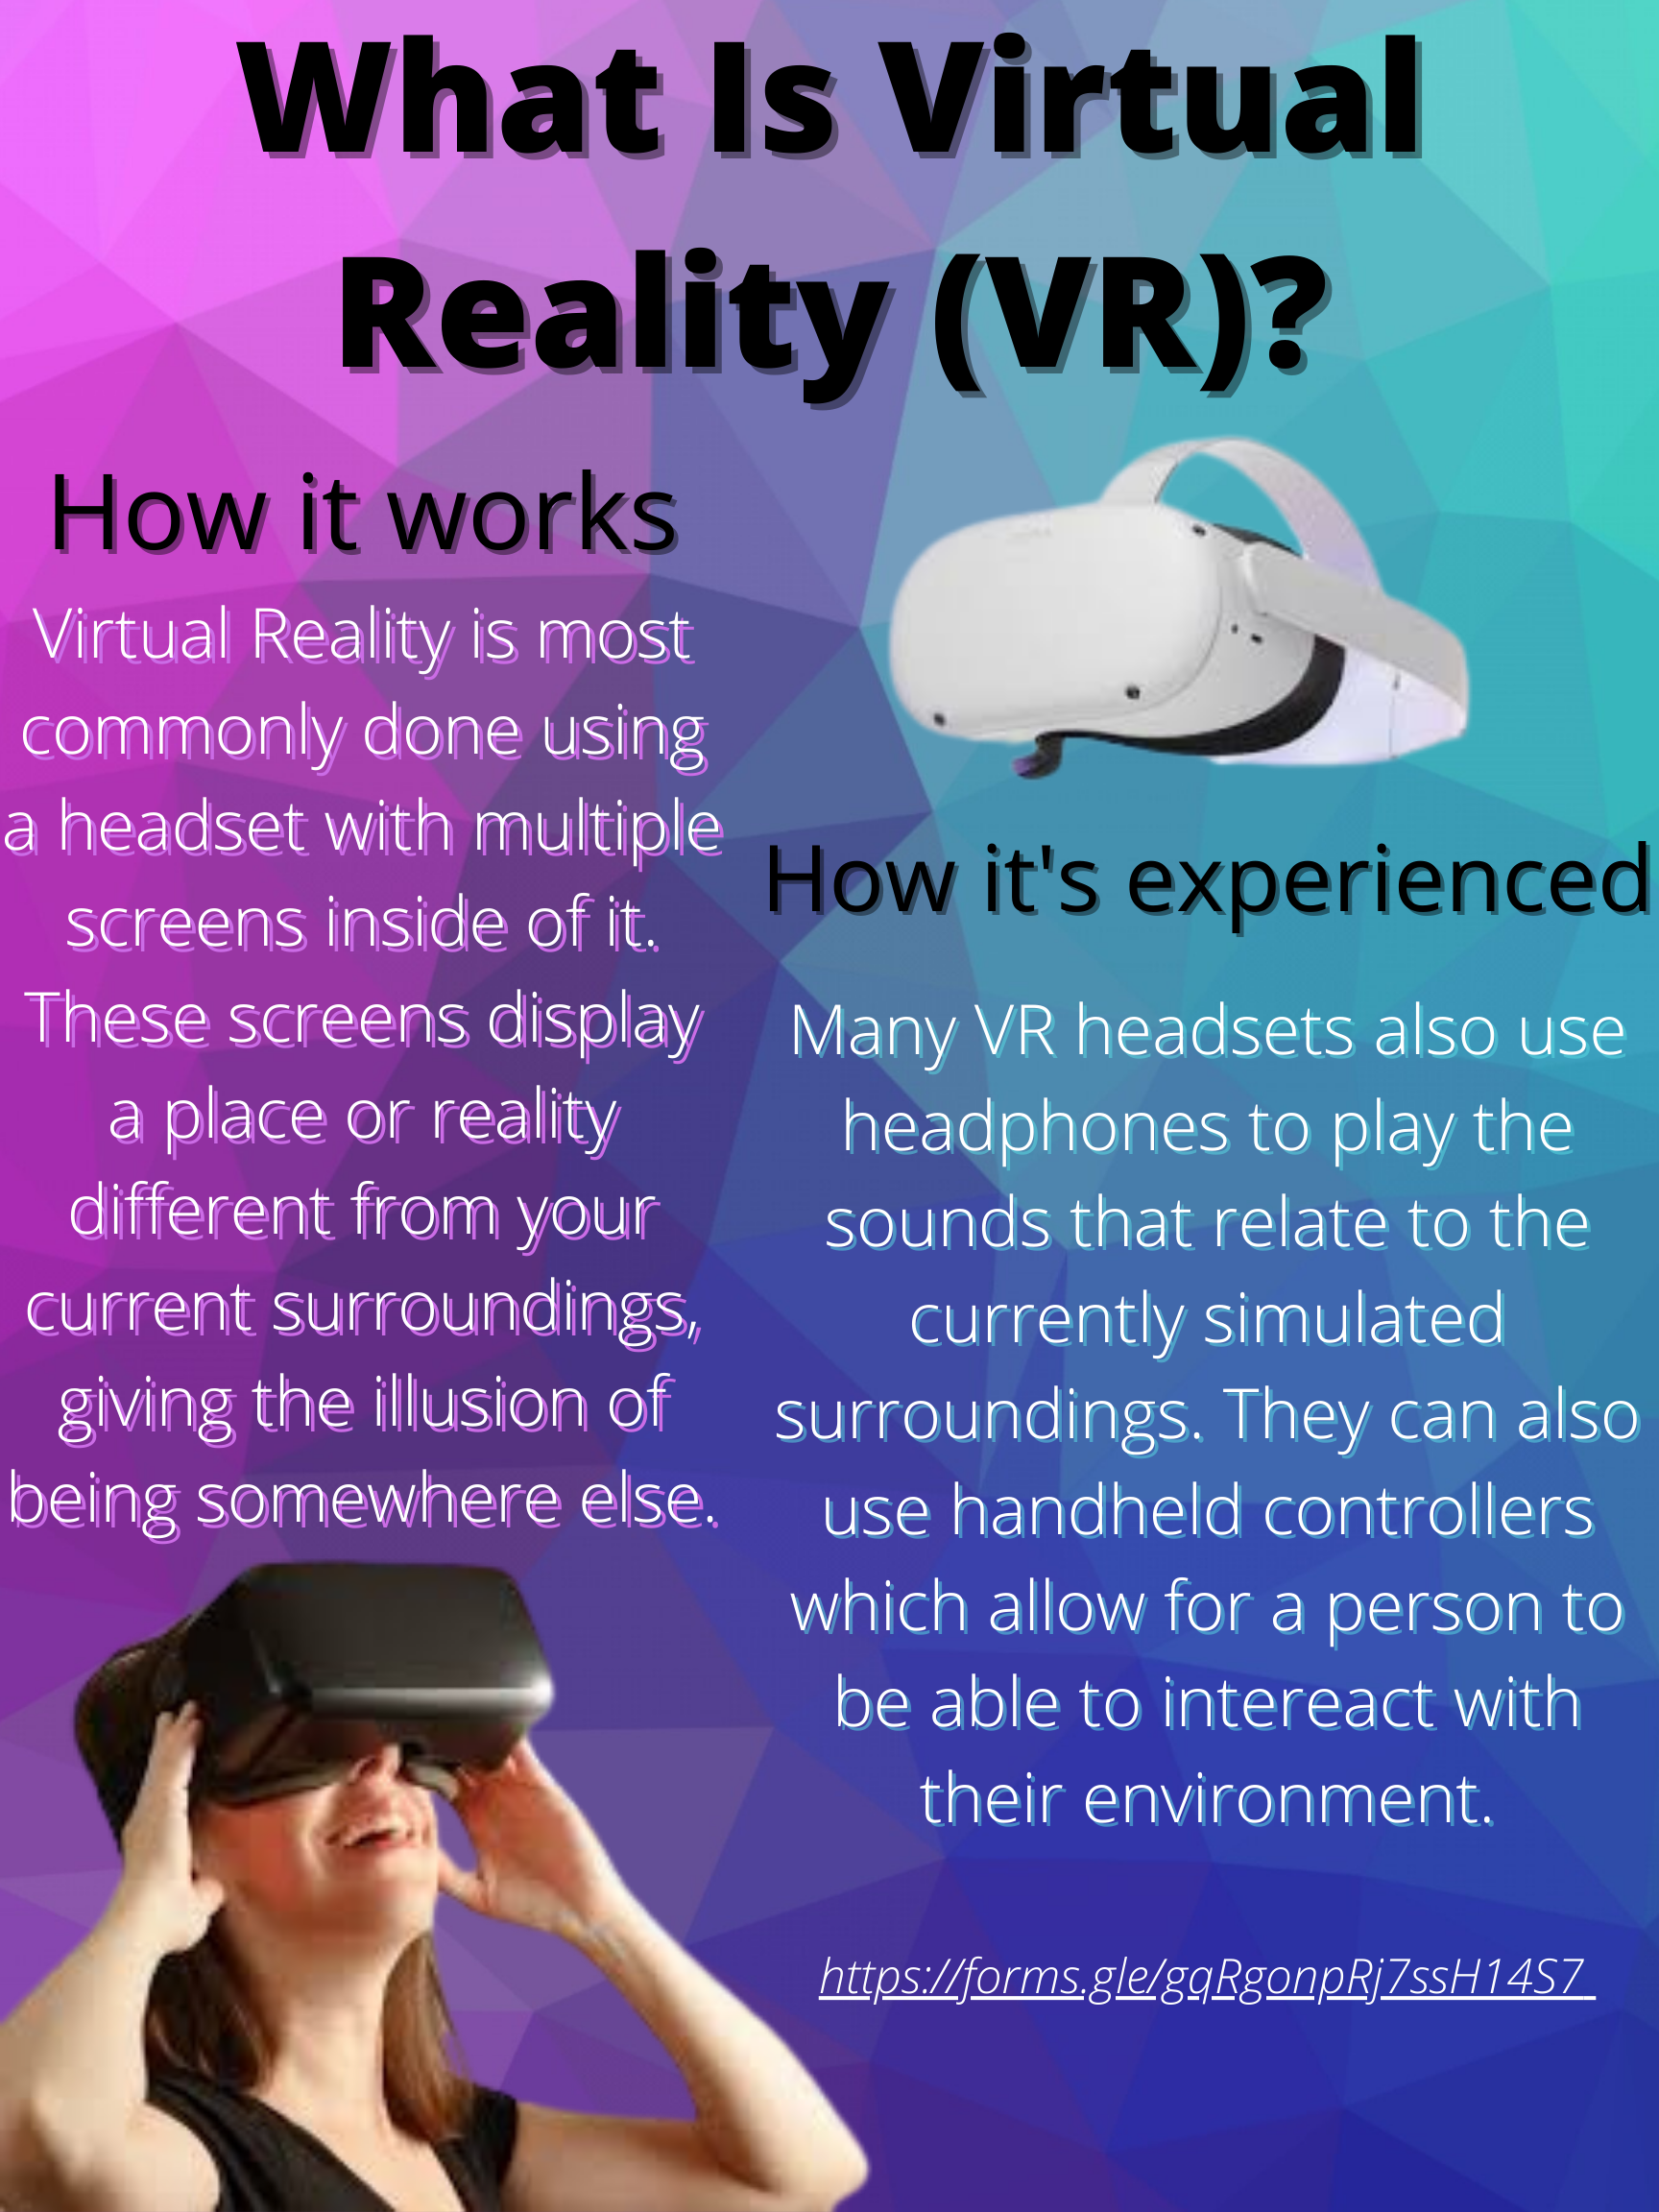 What Is Virtual
Reality (VR)?
How it works
Virtual Reality is most
commonly done using
a headset with multiple
screens inside of it.
These screens display
a place or reality
different from your
current surroundings,
giving the illusion of
being somewhere else.
How it's experienced
Many VR headsets also use
headphones to play the
sounds that relate to the
currently simulated
surroundings. They can also
use handheld controllers
which allow for a person to
be able to intereact with
their environment.
https://forms.gle/gqRgonpRj7ssH14S7